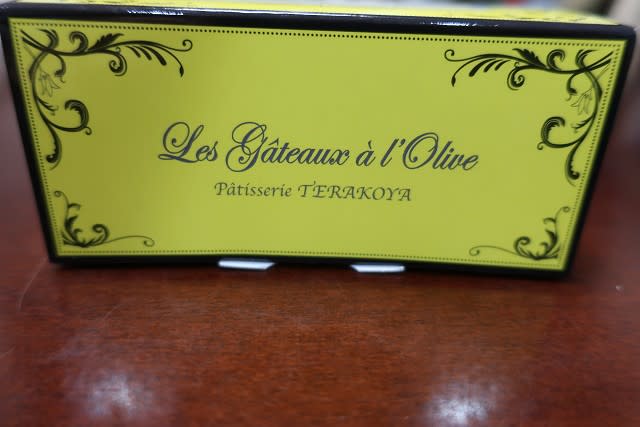 Les Gâteaux à l'Olive
Pâtisserie TERAKOYA